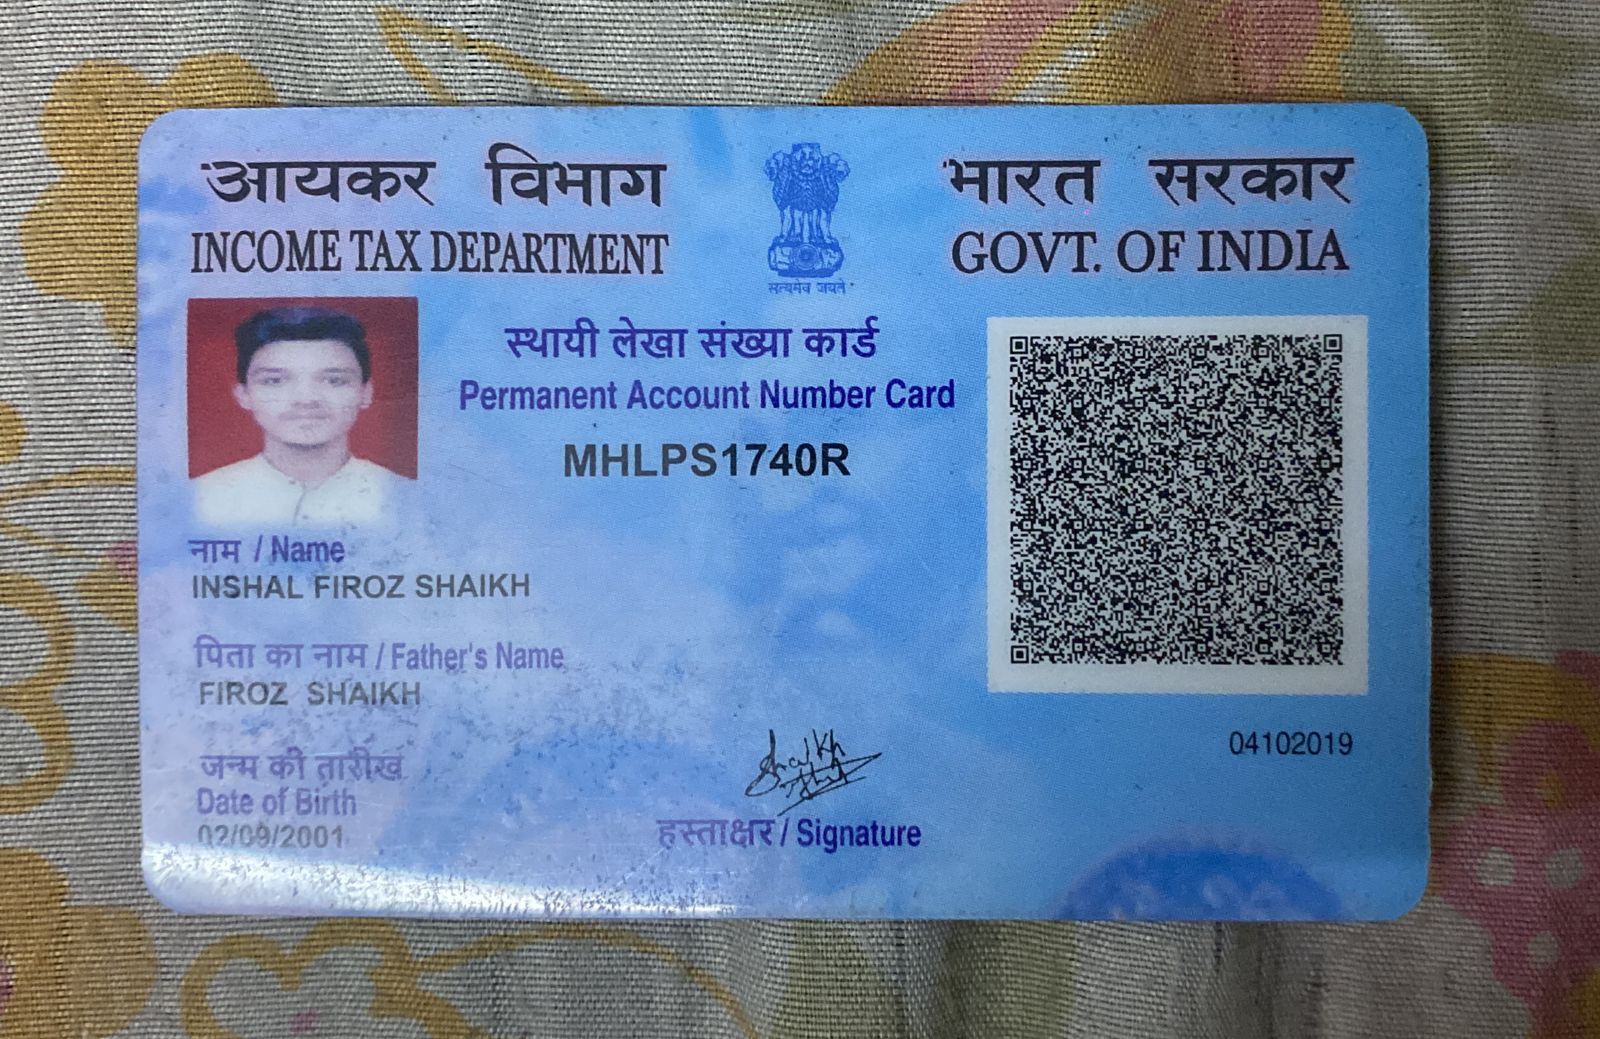 आयकर विभाग
INCOME TAX DEPARTMENT
सत्यमेव जयते
भारत सरकार
GOVT. OF INDIA
स्थायी लेखा संख्या कार्ड
Permanent Account Number Card
MHLPS1740R
नाम / Name
INSHAL FIROZ SHAIKH
पिता का नाम / Father's Name
FIROZ SHAIKH
जन्म की तारीख
Date of Birth
02/09/2001
Shaikh
हस्ताक्षर / Signature
04102019